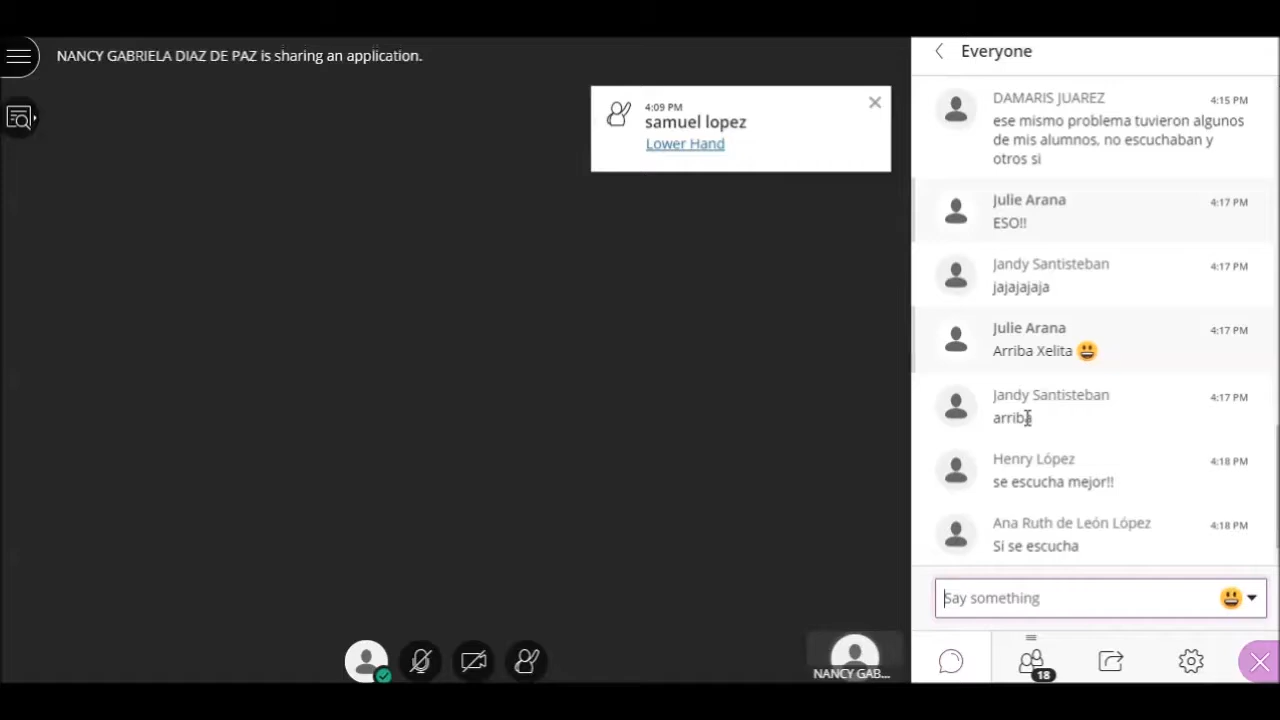 NANCY GABRIELA DIAZ DE PAZ is sharing an application.
4:09 PM
samuel lopez
Lower Hand
Everyone
DAMARIS JUAREZ 4:15 PM
ese mismo problema tuvieron algunos
de mis alumnos, no escuchaban y
otros si
Julie Arana 4:17 PM
ESO!!
Jandy Santisteban 4:17 PM
jajajajaja
Julie Arana 4:17 PM
Arriba Xelita 😀
Jandy Santisteban 4:17 PM
arriba
Henry López 4:18 PM
se escucha mejor!!
Ana Ruth de León López 4:18 PM
Si se escucha
Say something
NANCY GAB...
18